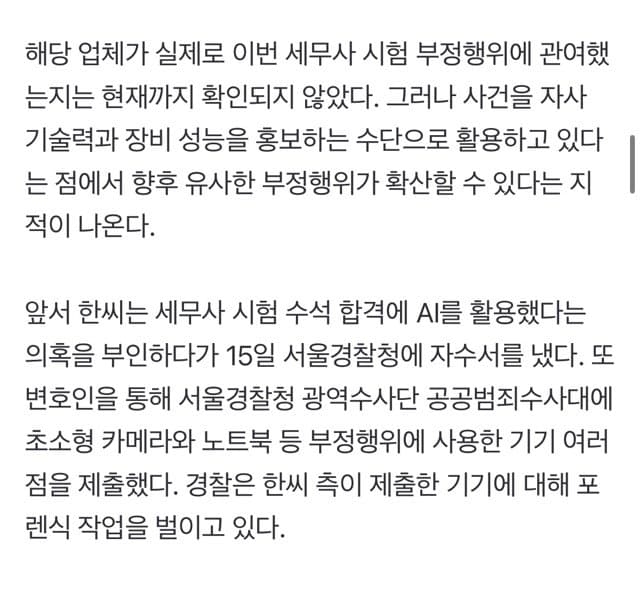 해당 업체가 실제로 이번 세무사 시험 부정행위에 관여했
는지는 현재까지 확인되지 않았다. 그러나 사건을 자사
기술력과 장비 성능을 홍보하는 수단으로 활용하고 있다
는 점에서 향후 유사한 부정행위가 확산할 수 있다는 지
적이 나온다.
앞서 한씨는 세무사 시험 수석 합격에 AI를 활용했다는
의혹을 부인하다가 15일 서울경찰청에 자수서를 냈다. 또
변호인을 통해 서울경찰청 광역수사단 공공범죄수사대에
초소형 카메라와 노트북 등 부정행위에 사용한 기기 여러
점을 제출했다. 경찰은 한씨 측이 제출한 기기에 대해 포
렌식 작업을 벌이고 있다.